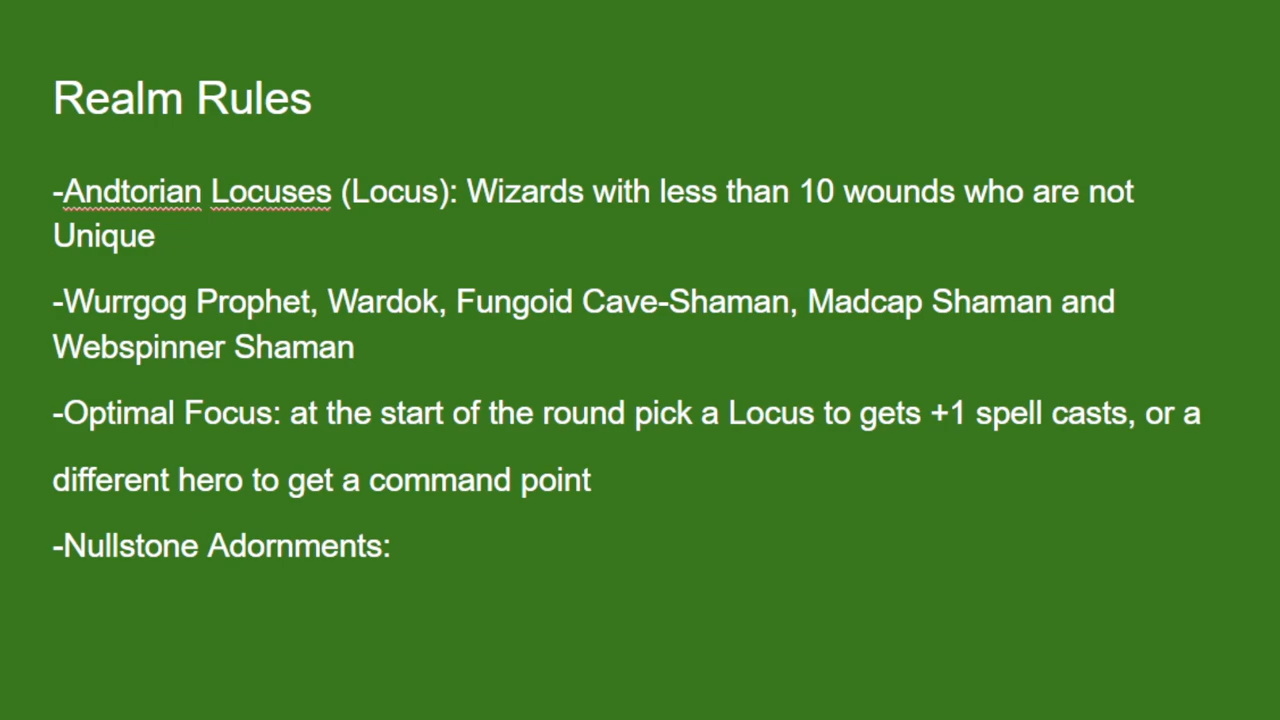 Realm Rules
-Andtorian Locuses (Locus): Wizards with less than 10 wounds who are not
Unique
-Wurrgog Prophet, Wardok, Fungoid Cave-Shaman, Madcap Shaman and
Webspinner Shaman
-Optimal Focus: at the start of the round pick a Locus to gets +1 spell casts, or a
different hero to get a command point
-Nullstone Adornments: